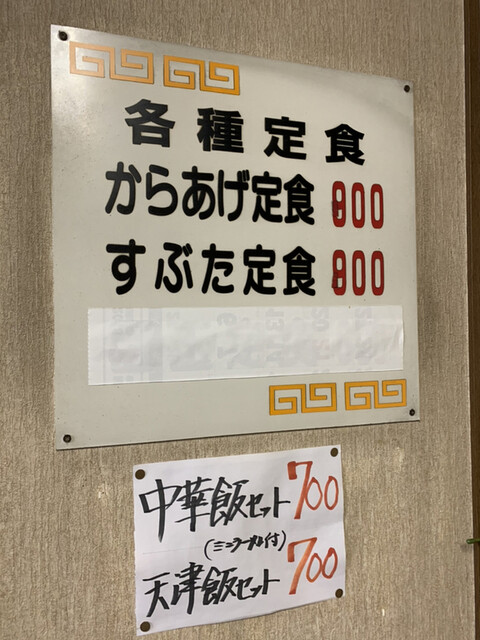 各種定食
からあげ定食 800
すぶた定食 800
中華飯セット 700
(ミニラーメン付)
天津飯セット 700